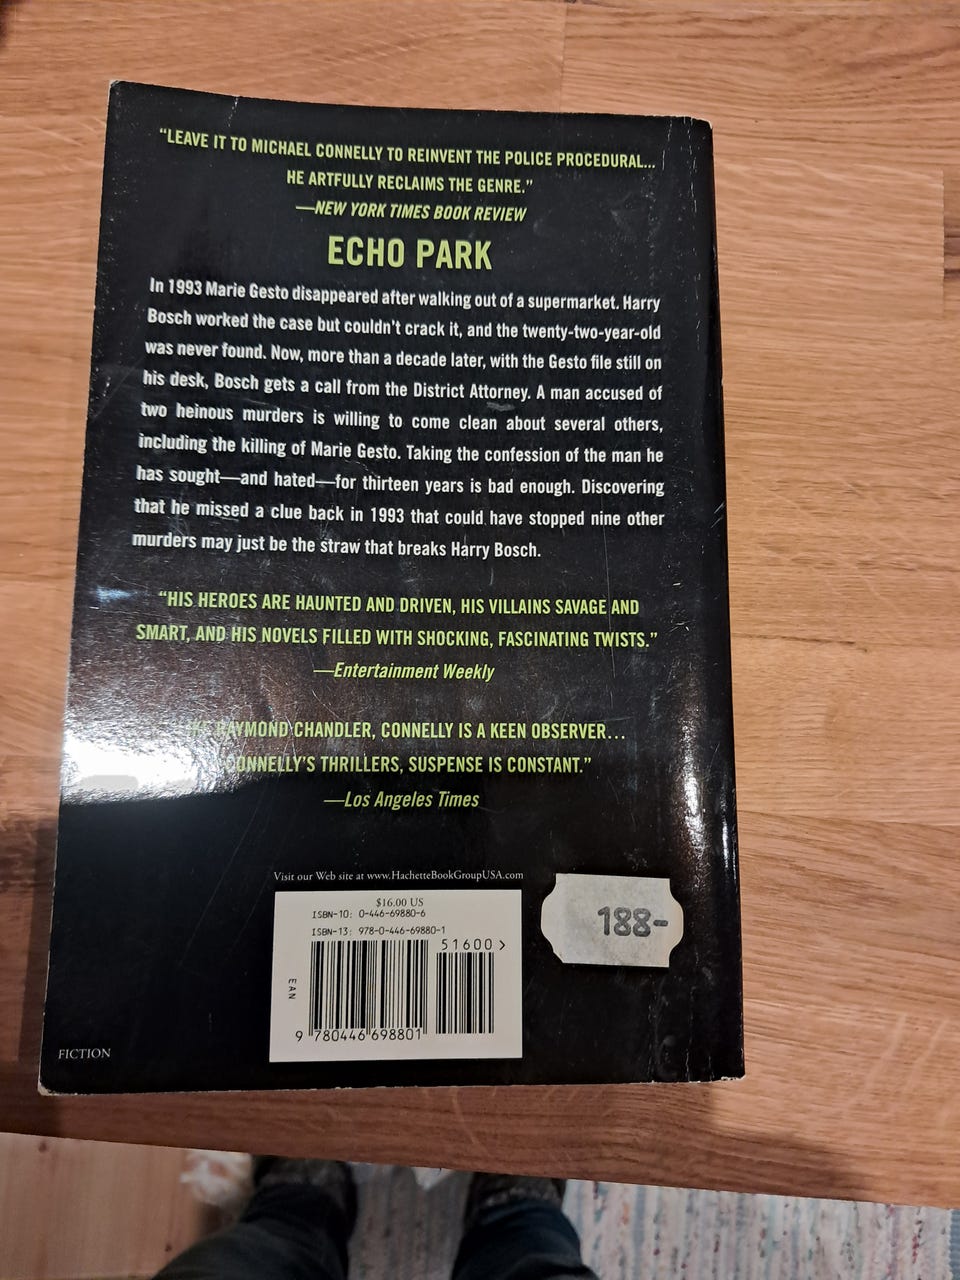 "LEAVE IT TO MICHAEL CONNELLY TO REINVENT THE POLICE PROCEDURAL...
HE ARTFULLY RECLAIMS THE GENRE."
—NEW YORK TIMES BOOK REVIEW
ECHO PARK
In 1993 Marie Gesto disappeared after walking out of a supermarket. Harry
Bosch worked the case but couldn't crack it, and the twenty-two-year-old
was never found. Now, more than a decade later, with the Gesto file still on
his desk, Bosch gets a call from the District Attorney. A man accused of
two heinous murders is willing to come clean about several others,
including the killing of Marie Gesto. Taking the confession of the man he
has sought—and hated—for thirteen years is bad enough. Discovering
that he missed a clue back in 1993 that could have stopped nine other
murders may just be the straw that breaks Harry Bosch.
"HIS HEROES ARE HAUNTED AND DRIVEN, HIS VILLAINS SAVAGE AND
SMART, AND HIS NOVELS FILLED WITH SHOCKING, FASCINATING TWISTS."
—Entertainment Weekly
RAYMOND CHANDLER, CONNELLY IS A KEEN OBSERVER...
CONNELLY'S THRILLERS, SUSPENSE IS CONSTANT."
—Los Angeles Times
Visit our Web site at www.HachetteBookGroupUSA.com
$16.00 US
ISBN-10: 0-446-69880-6
ISBN-13: 978-0-446-69880-1
51600 >
EAN
9 780446 698801
188-
FICTION